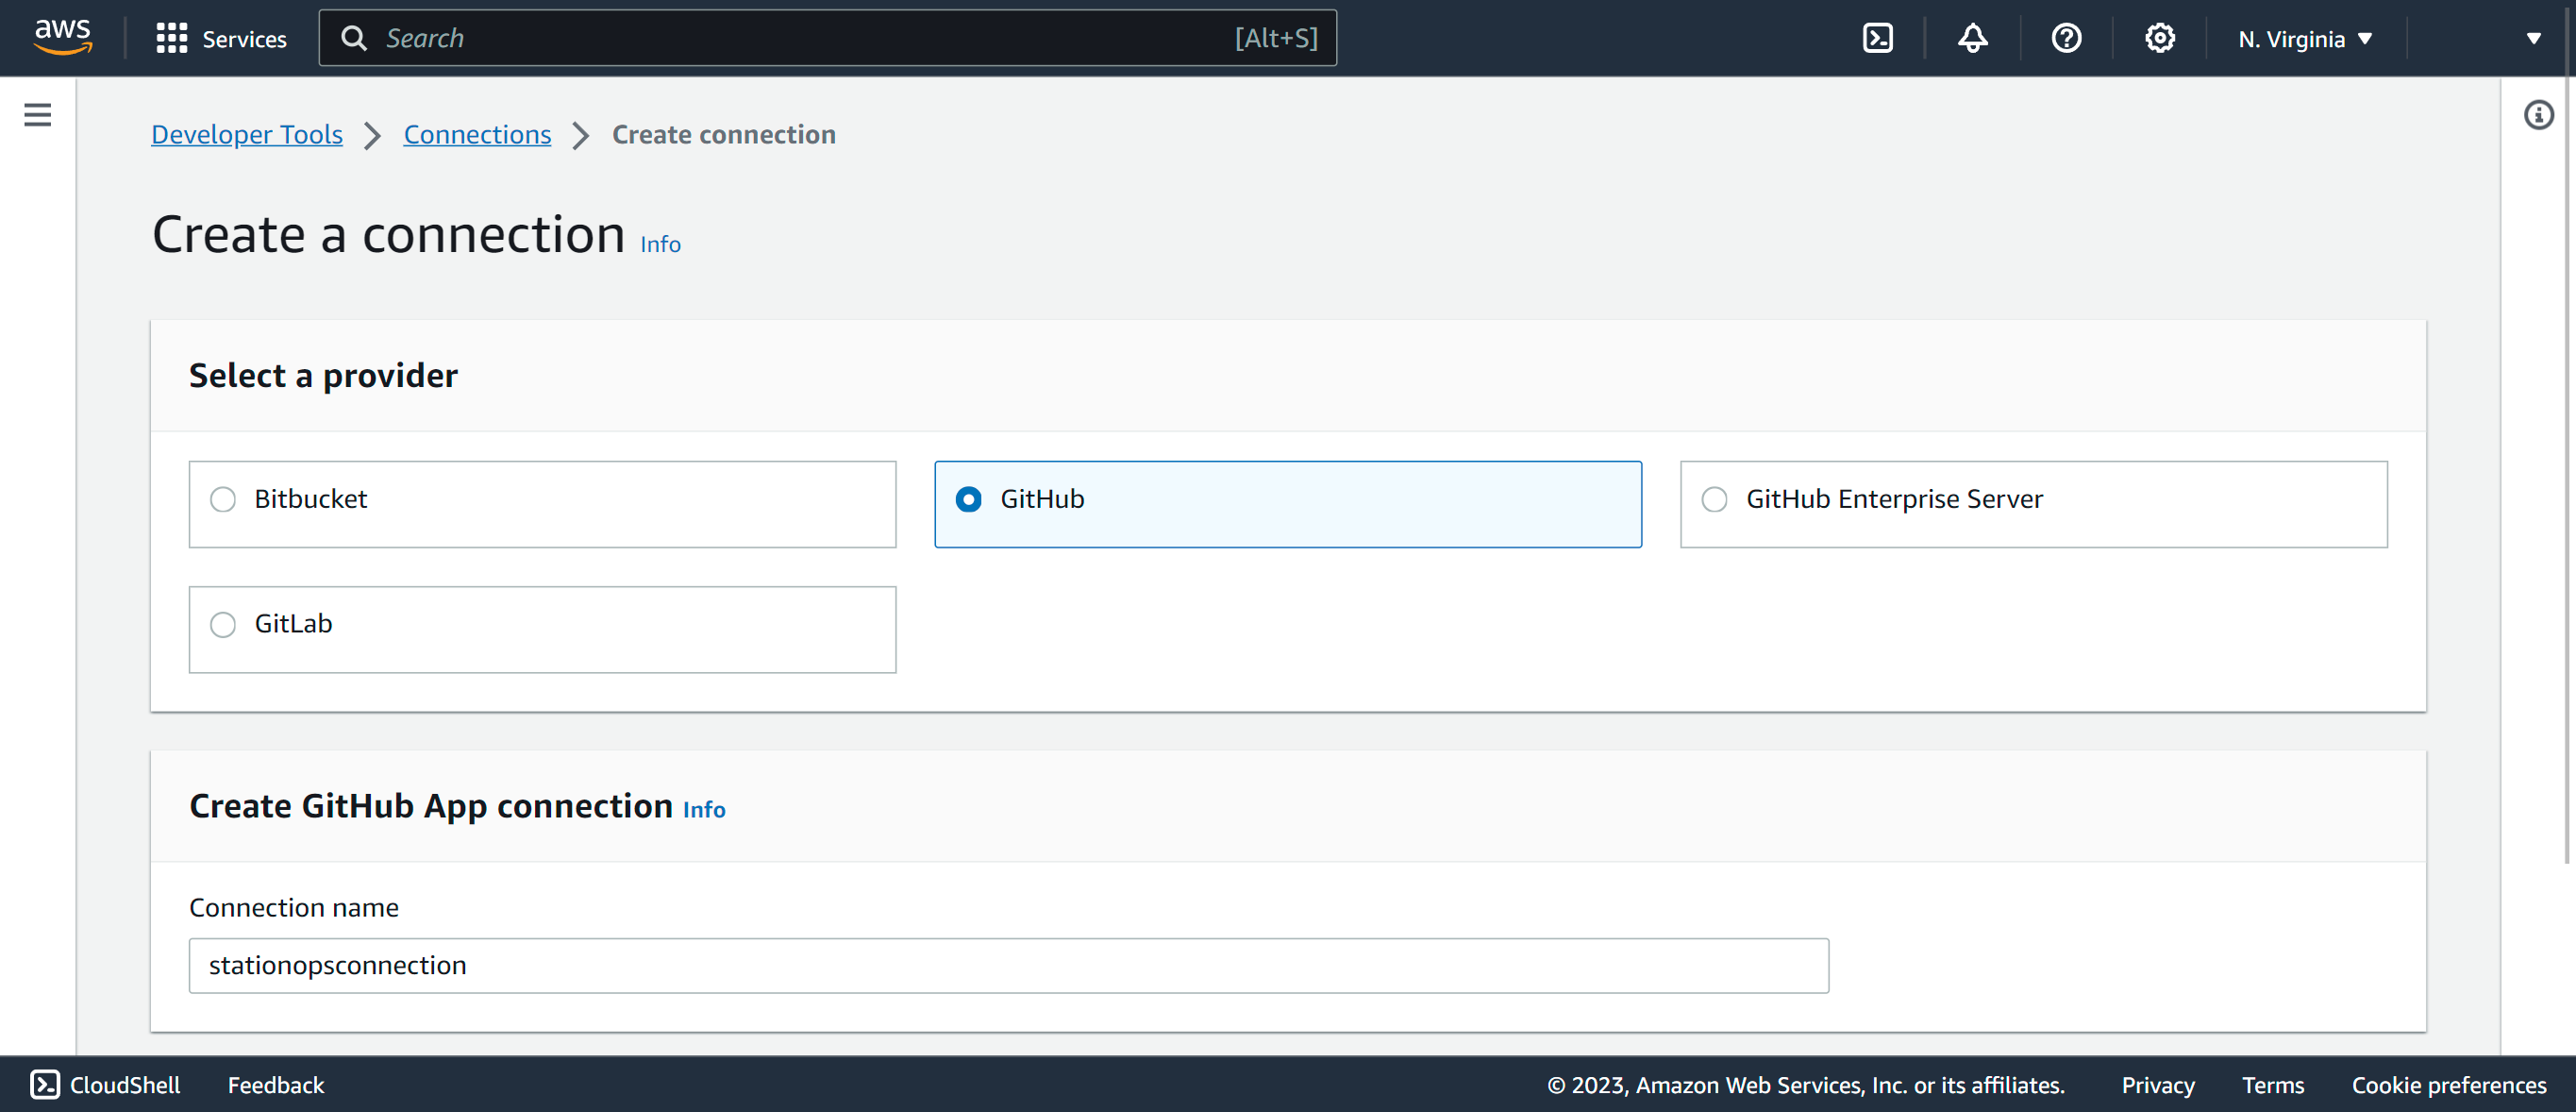 aws Services Search [Alt+S] N. Virginia
Developer Tools Connections Create connection
Create a connection Info
Select a provider
Bitbucket GitHub GitHub Enterprise Server
GitLab
Create GitHub App connection Info
Connection name
stationopsconnection
CloudShell Feedback © 2023, Amazon Web Services, Inc. or its affiliates. Privacy Terms Cookie preferences